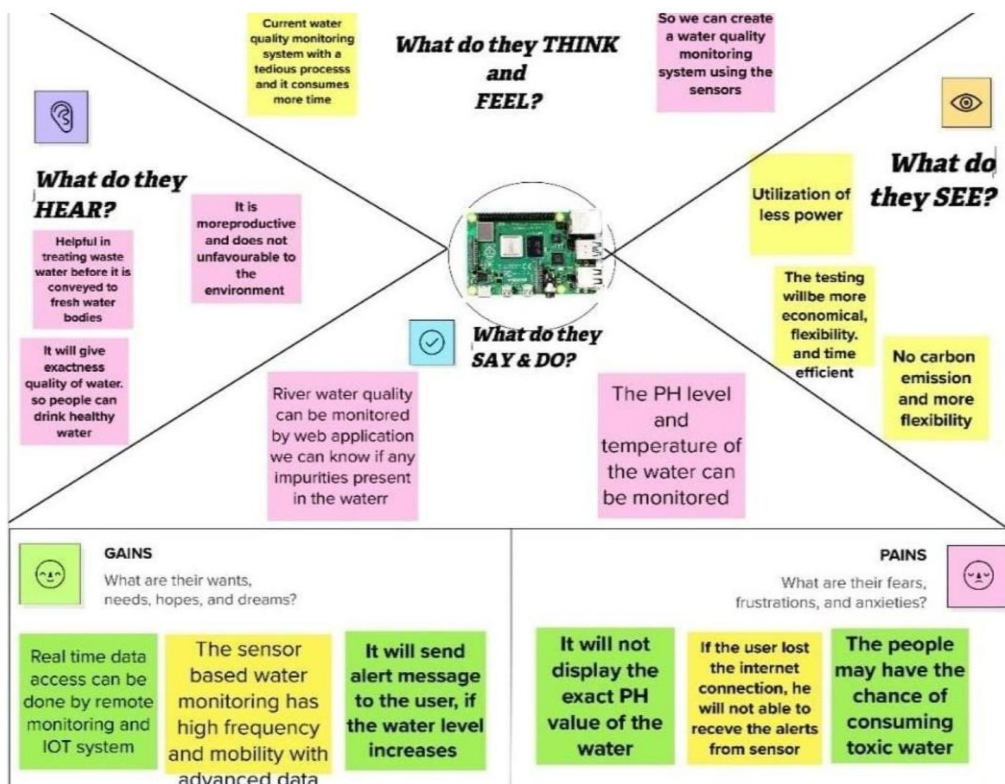 Current water
quality monitoring
system with a
tedious processs
and it consumes
more time
What do they THINK
and
FEEL?
So we can create
a water quality
monitoring
system using the
sensors
What do they
HEAR?
Helpful in
treating waste
water before it is
conveyed to
fresh water
bodies
It is
moreproductive
and does not
unfavourable to
the
environment
It will give
exactness
quality of water.
so people can
drink healthy
water
What do
they SEE?
Utilization of
less power
The testing
willbe more
economical,
flexibility.
and time
efficient
No carbon
emission
and more
flexibility
What do they
SAY & DO?
River water quality
can be monitored
by web application
we can know if any
impurities present
in the waterr
The PH level
and
temperature of
the water can
be monitored
GAINS
What are their wants,
needs, hopes, and dreams?
Real time data
access can be
done by remote
monitoring and
IOT system
The sensor
based water
monitoring has
high frequency
and mobility with
advanced data
It will send
alert message
to the user, if
the water level
increases
PAINS
What are their fears,
frustrations, and anxieties?
It will not
display the
exact PH
value of the
water
If the user lost
the internet
connection, he
will not able to
receve the alerts
from sensor
The people
may have the
chance of
consuming
toxic water